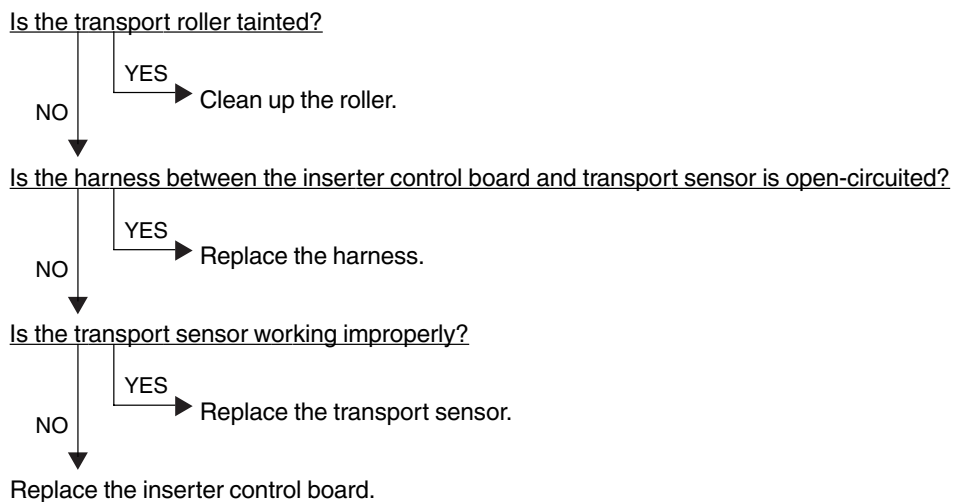 Is the transport roller tainted?
YES
Clean up the roller.
NO
Is the harness between the inserter control board and transport sensor is open-circuited?
YES
Replace the harness.
NO
Is the transport sensor working improperly?
YES
Replace the transport sensor.
NO
Replace the inserter control board.